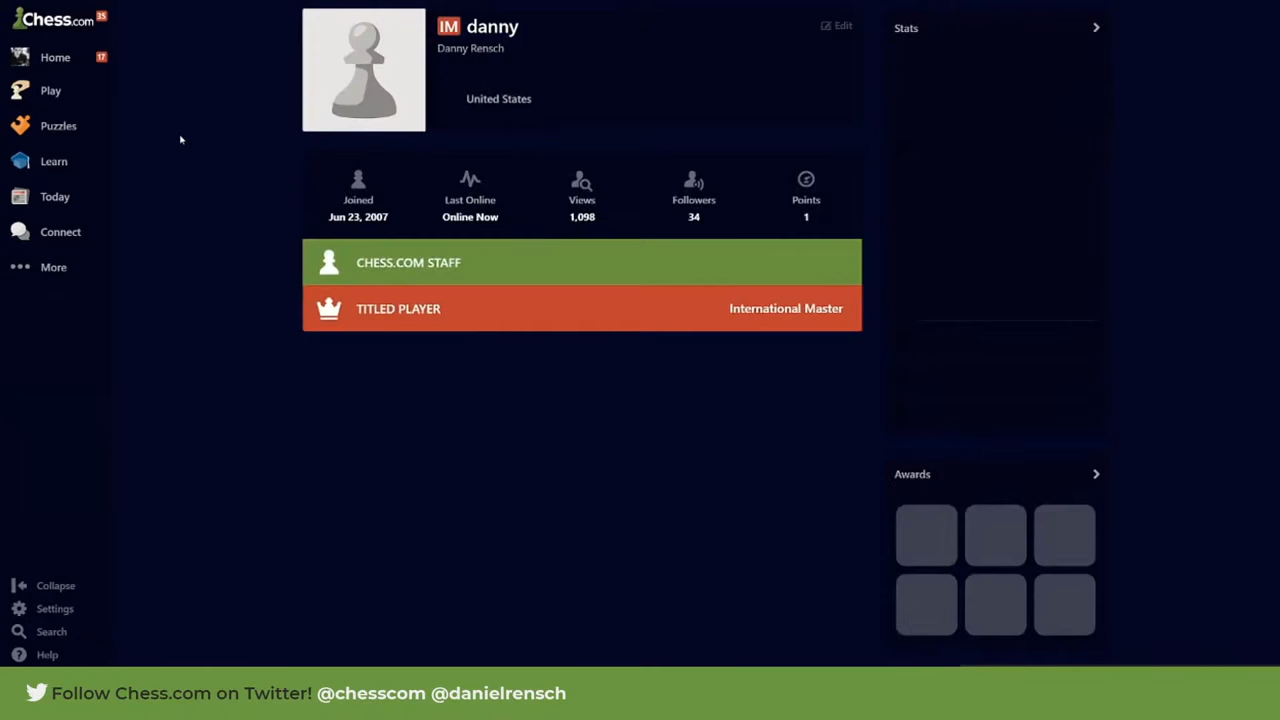 Chess.com 35
Home 17
Play
Puzzles
Learn
Today
Connect
More
Collapse
Settings
Search
Help
IM danny
Edit
Danny Rensch
United States
Joined
Jun 23, 2007
Last Online
Online Now
Views
1,098
Followers
34
Points
1
CHESS.COM STAFF
TITLED PLAYER International Master
Stats
Awards
Follow Chess.com on Twitter! @chesscom @danielrensch